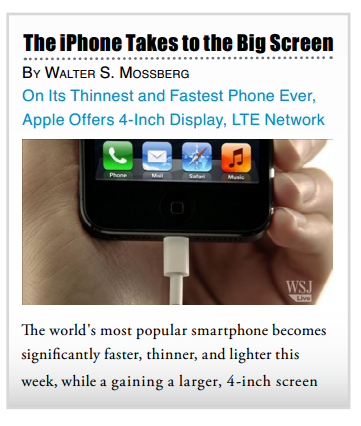 The iPhone Takes to the Big Screen
BY WALTER S. MOSSBERG
On Its Thinnest and Fastest Phone Ever,
Apple Offers 4-Inch Display, LTE Network
Phone Mail Safari Music
WSJ
Live
The world's most popular smartphone becomes
significantly faster, thinner, and lighter this
week, while a gaining a larger, 4-inch screen